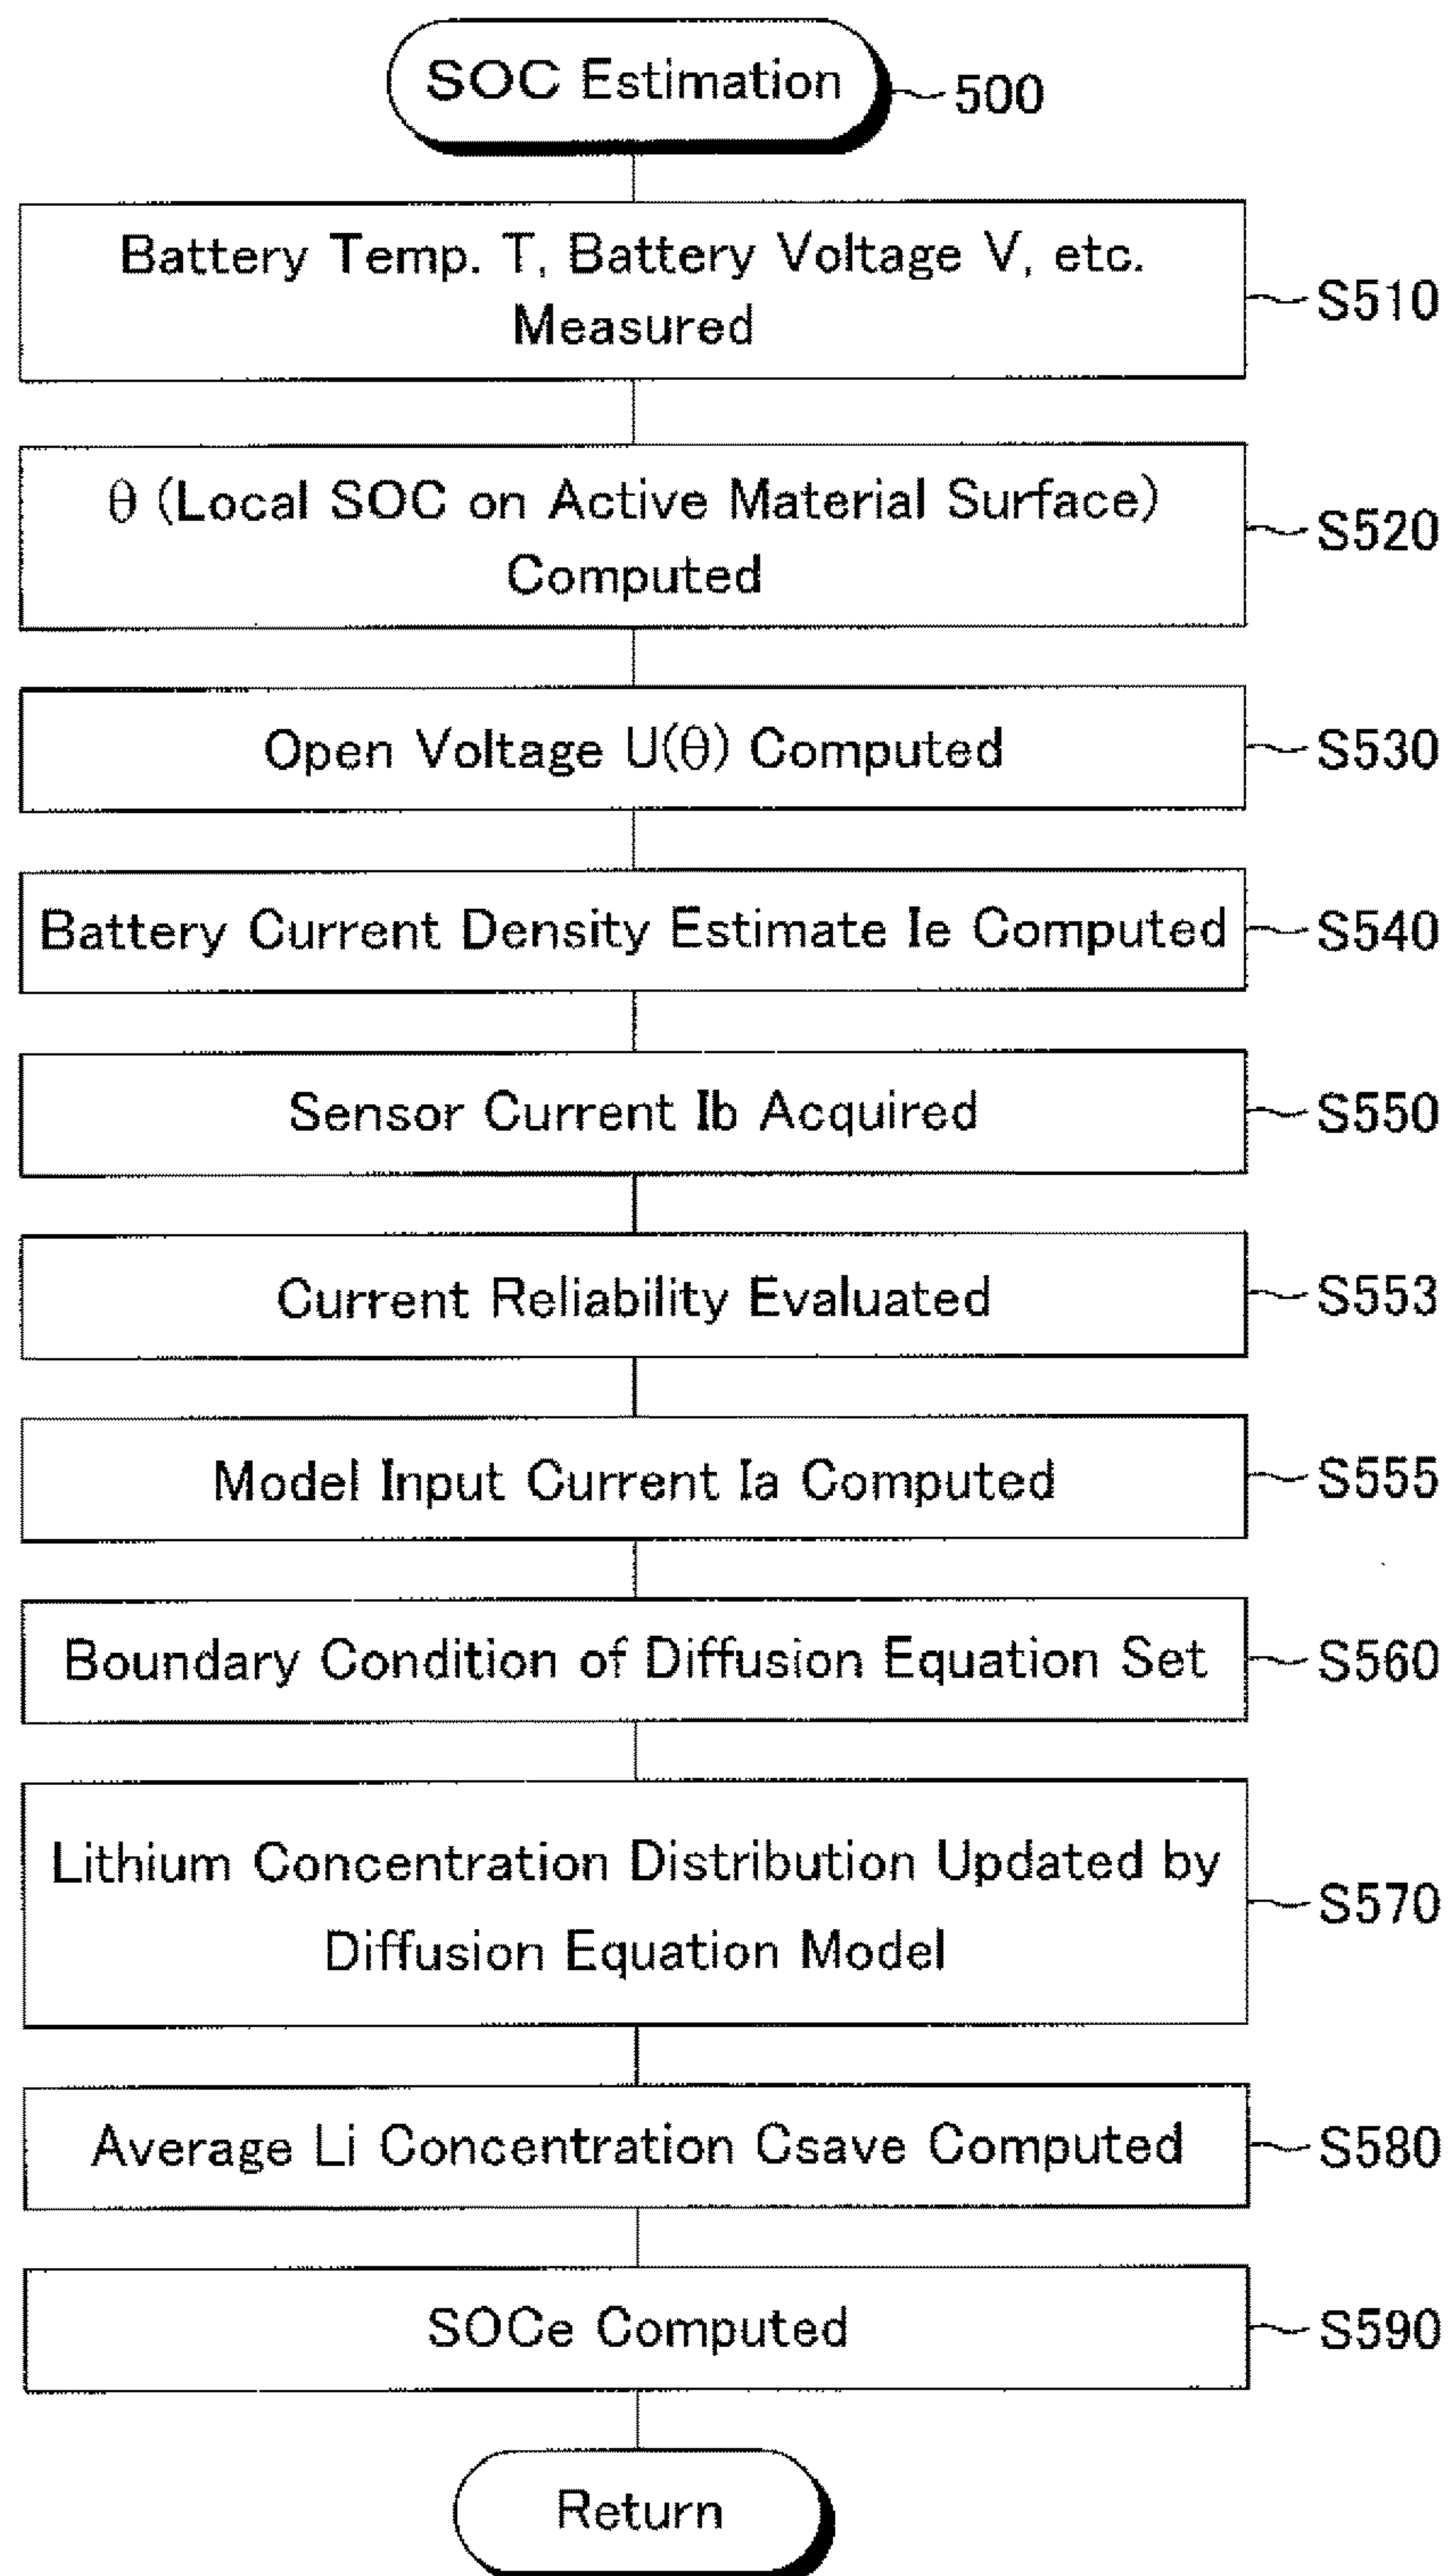 SOC Estimation
500
Battery Temp. T, Battery Voltage V, etc.
Measured
S510
θ (Local SOC on Active Material Surface)
Computed
S520
Open Voltage U(θ) Computed
S530
Battery Current Density Estimate Ie Computed
S540
Sensor Current Ib Acquired
S550
Current Reliability Evaluated
S553
Model Input Current Ia Computed
S555
Boundary Condition of Diffusion Equation Set
S560
Lithium Concentration Distribution Updated by
Diffusion Equation Model
S570
Average Li Concentration Csave Computed
S580
SOCe Computed
S590
Return